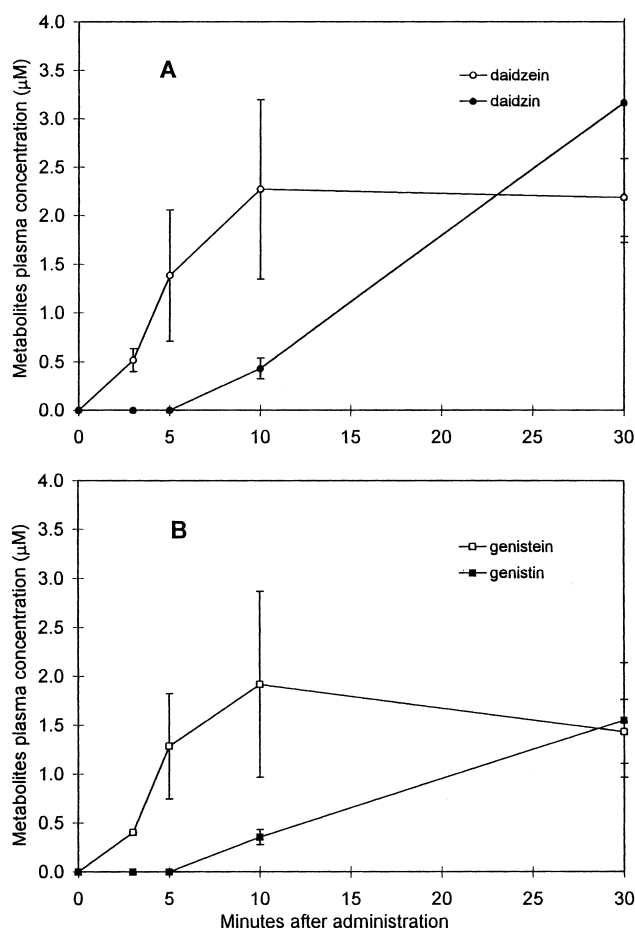 4.0
3.5
3.0
2.5
2.0
1.5
1.0
0.5
0.0
Metabolites plasma concentration (µM)
A
daidzein
daidzin
0 5 10 15 20 25 30
4.0
3.5
3.0
2.5
2.0
1.5
1.0
0.5
0.0
Metabolites plasma concentration (µM)
B
genistein
genistin
0 5 10 15 20 25 30
Minutes after administration